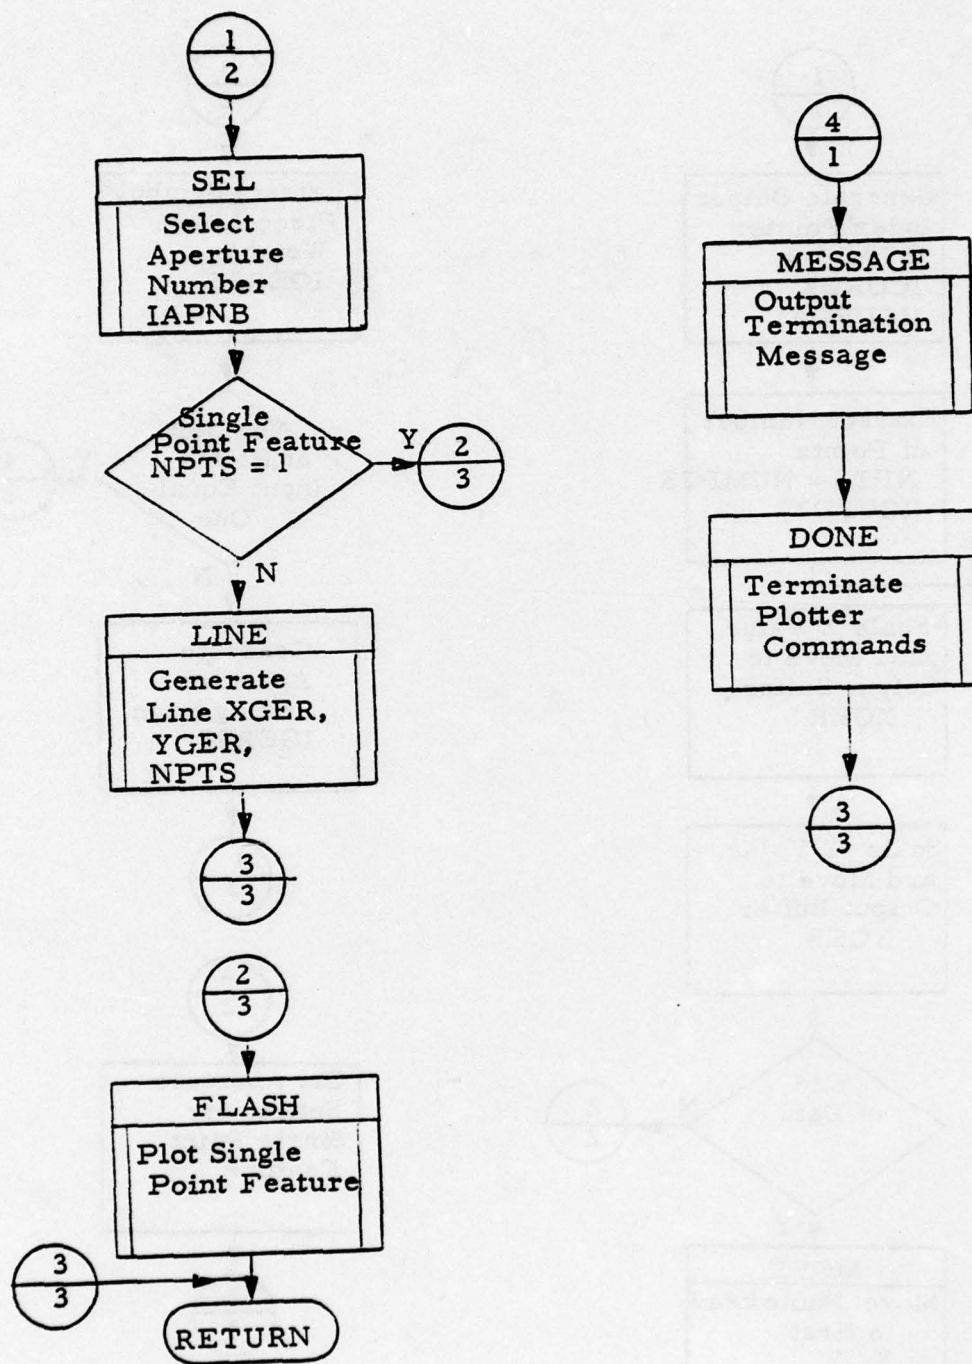 1
2
SEL
Select
Aperture
Number
IAPNB
Single
Point Feature
NPTS = 1
Y
2
3
N
LINE
Generate
Line XGER,
YGER,
NPTS
3
3
2
3
FLASH
Plot Single
Point Feature
3
3
RETURN
4
1
MESSAGE
Output
Termination
Message
DONE
Terminate
Plotter
Commands
3
3